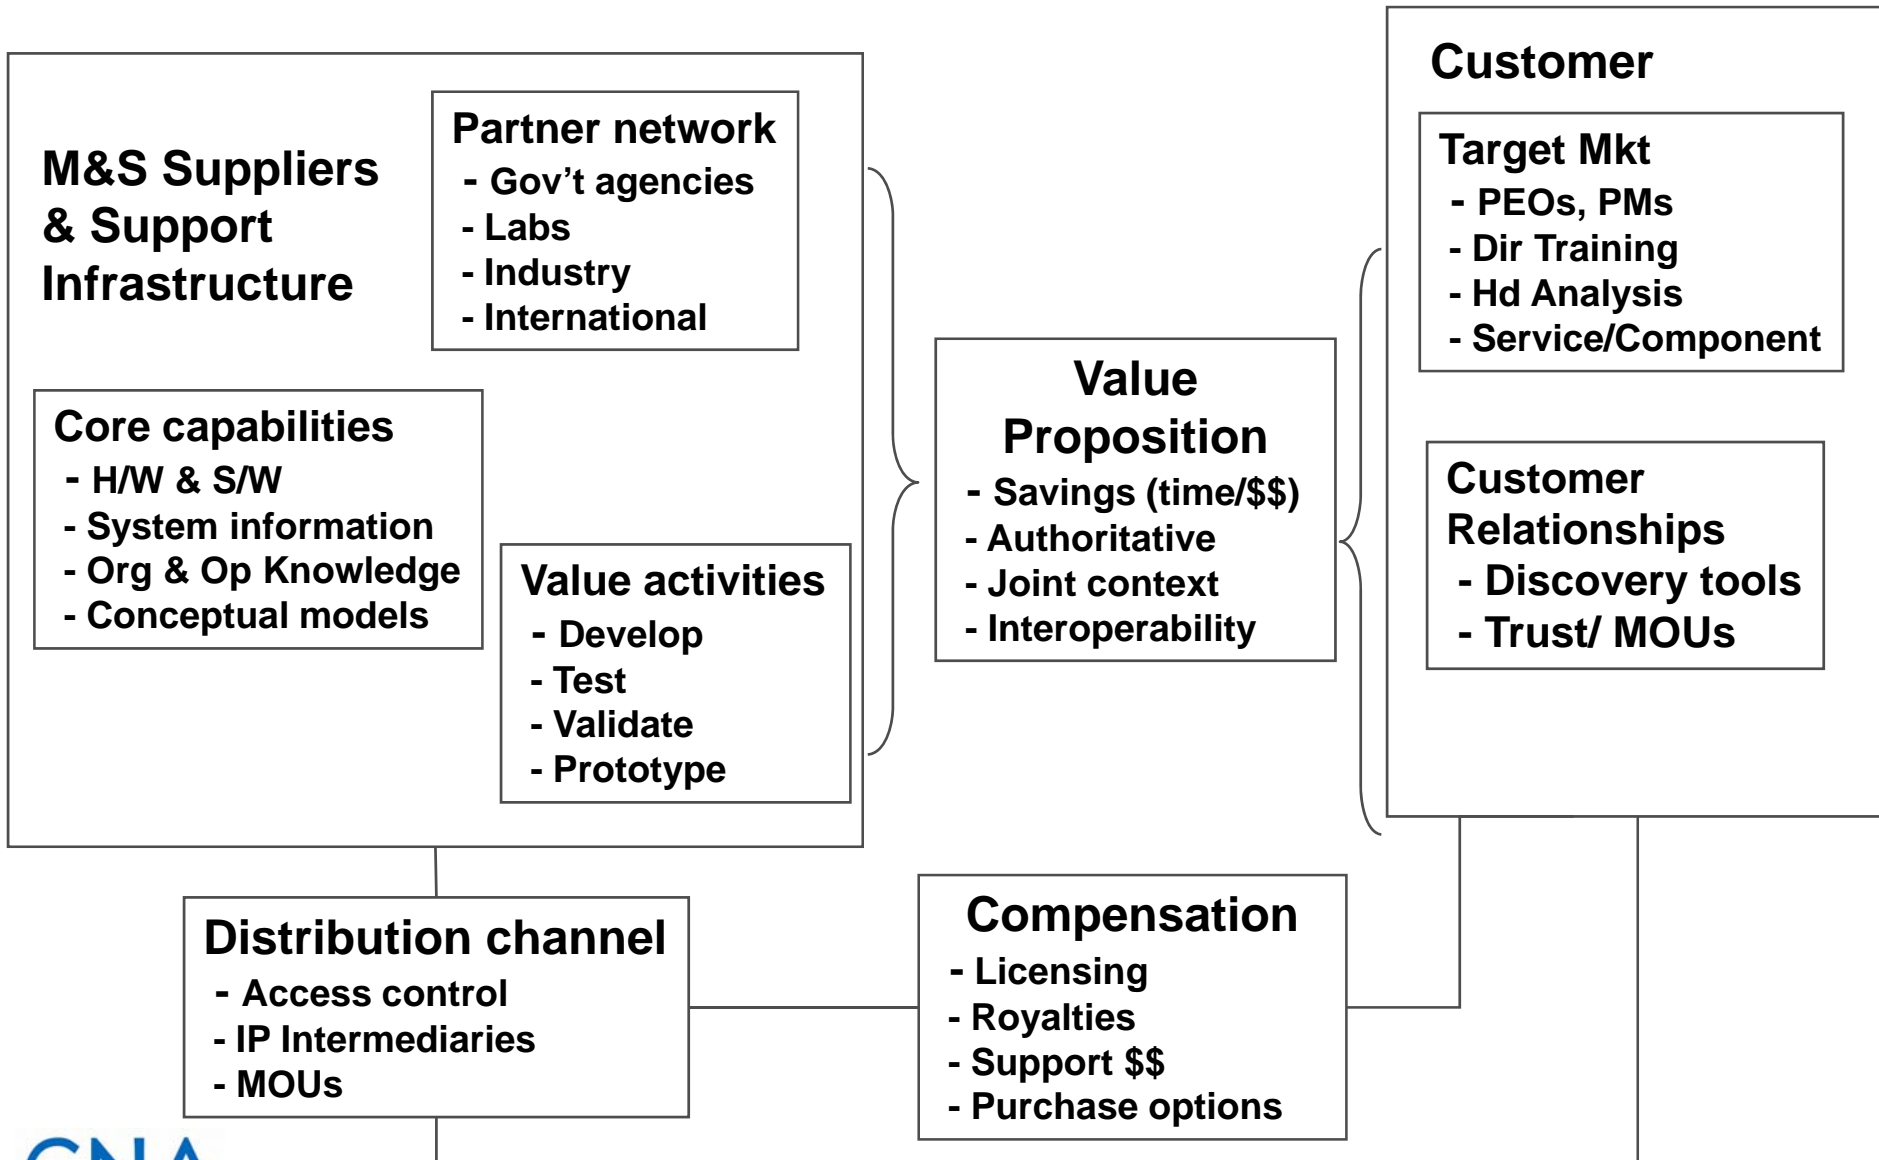 M&S Suppliers
& Support
Infrastructure
Partner network
- Gov’t agencies
- Labs
- Industry
- International
Core capabilities
- H/W & S/W
- System information
- Org & Op Knowledge
- Conceptual models
Value activities
- Develop
- Test
- Validate
- Prototype
Value
Proposition
- Savings (time/$$)
- Authoritative
- Joint context
- Interoperability
Customer
Target Mkt
- PEOs, PMs
- Dir Training
- Hd Analysis
- Service/Component
Customer
Relationships
- Discovery tools
- Trust/ MOUs
Distribution channel
- Access control
- IP Intermediaries
- MOUs
Compensation
- Licensing
- Royalties
- Support $$
- Purchase options
CNA